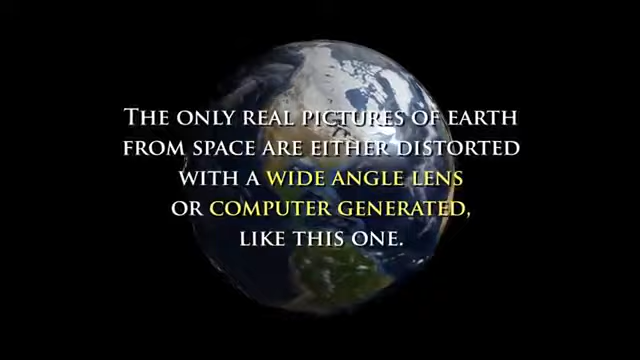 The only real pictures of earth
from space are either distorted
with a wide angle lens
or computer generated,
like this one.